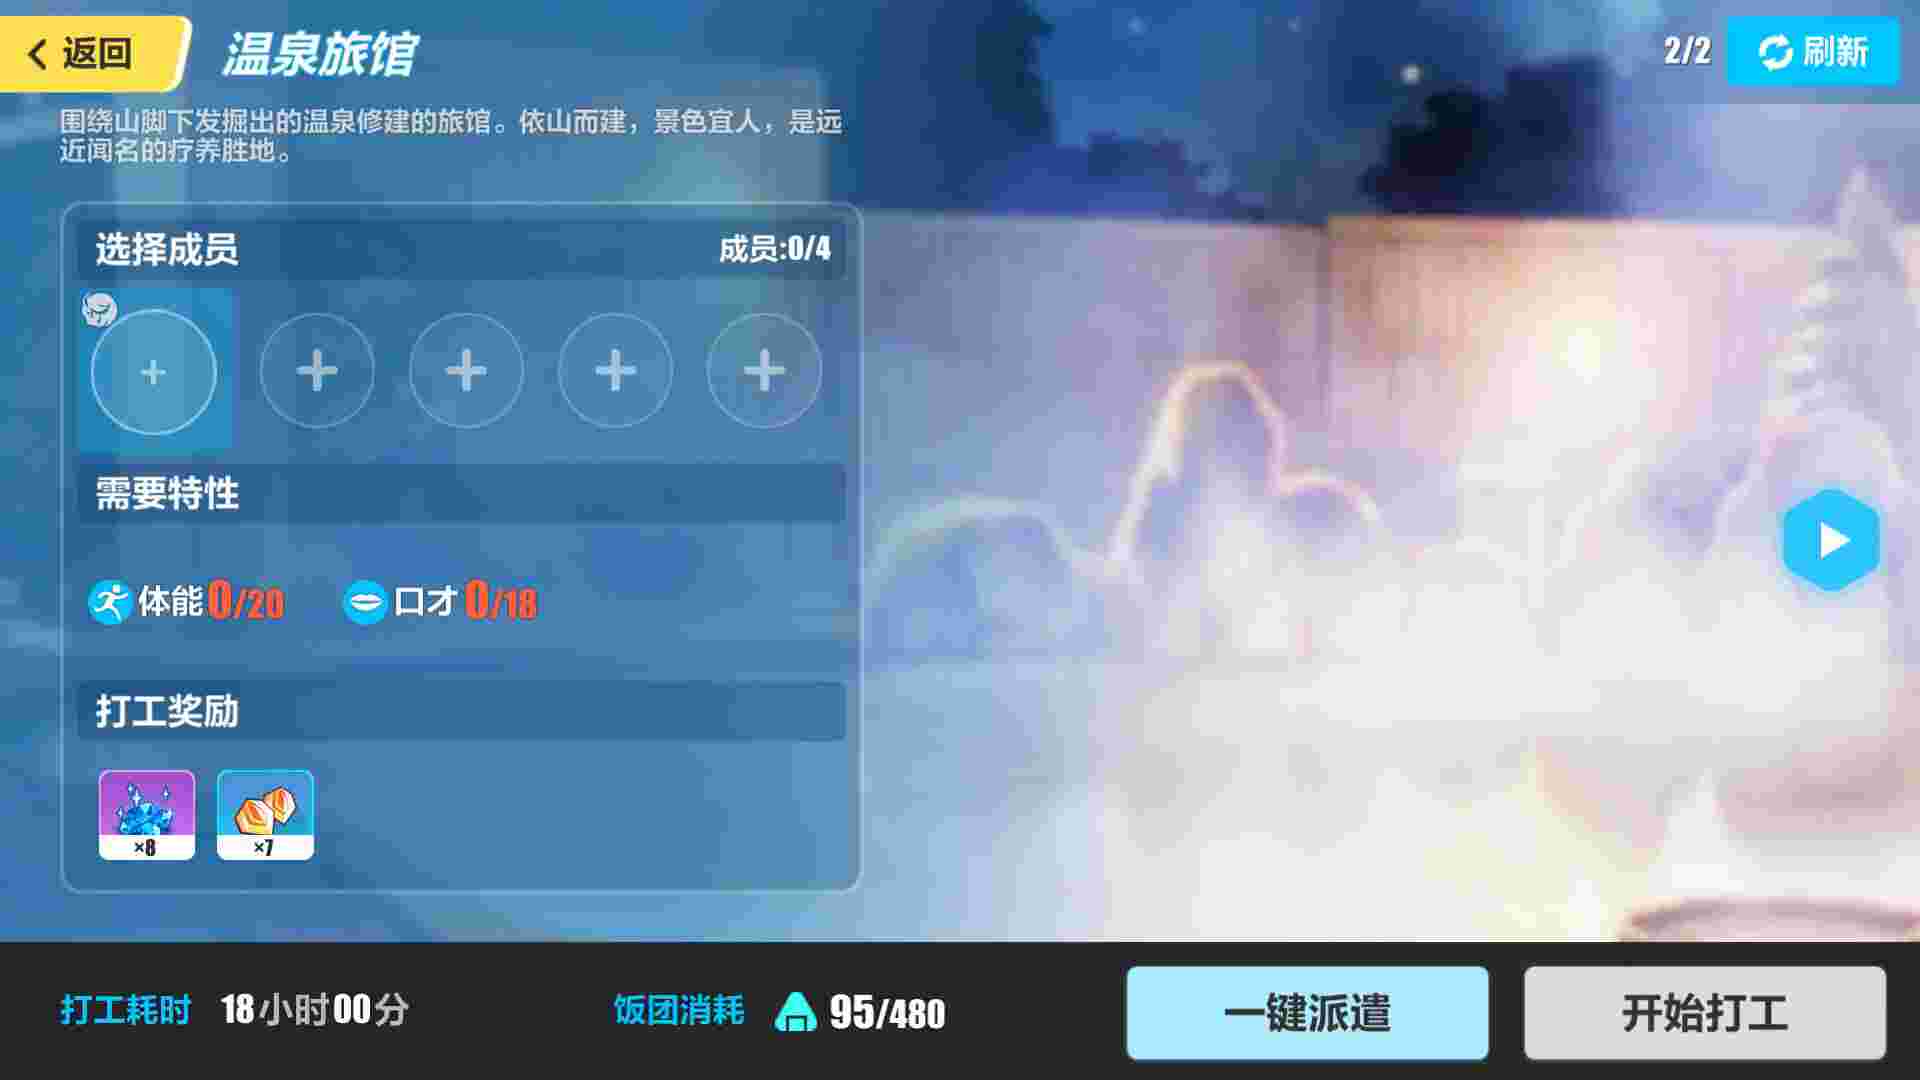 返回
温泉旅馆
2/2
刷新
围绕山脚下发掘出的温泉修建的旅馆。依山而建，景色宜人，是远
近闻名的疗养胜地。
选择成员
成员:0/4
需要特性
体能0/20
口才0/18
打工奖励
×8
×7
打工耗时 18小时00分
饭团消耗 95/480
一键派遣
开始打工